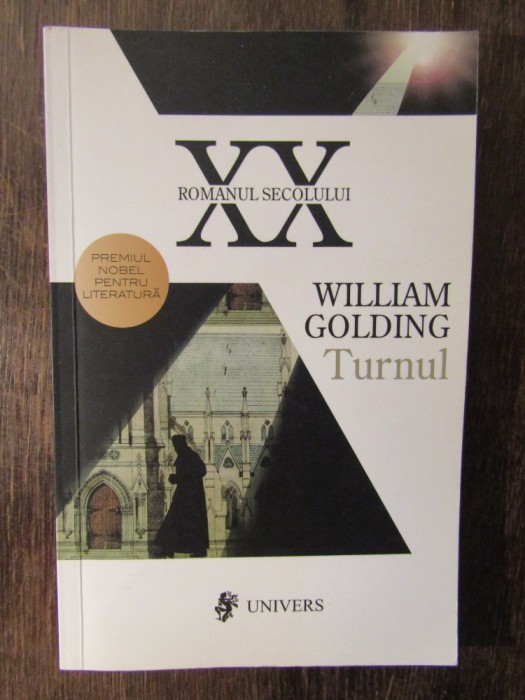 XX
ROMANUL SECOLULUI
PREMIUL
NOBEL
PENTRU
LITERATURĂ
WILLIAM
GOLDING
Turnul
UNIVERS